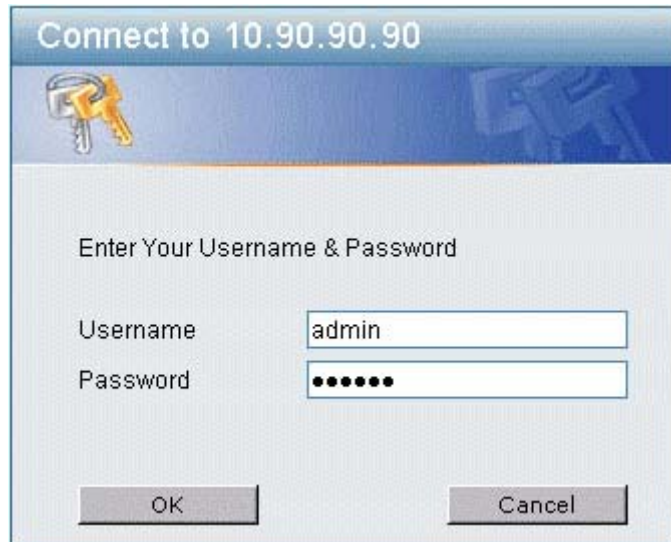 Connect to 10.90.90.90
Enter Your Username & Password
Username admin
Password ••••••
OK Cancel